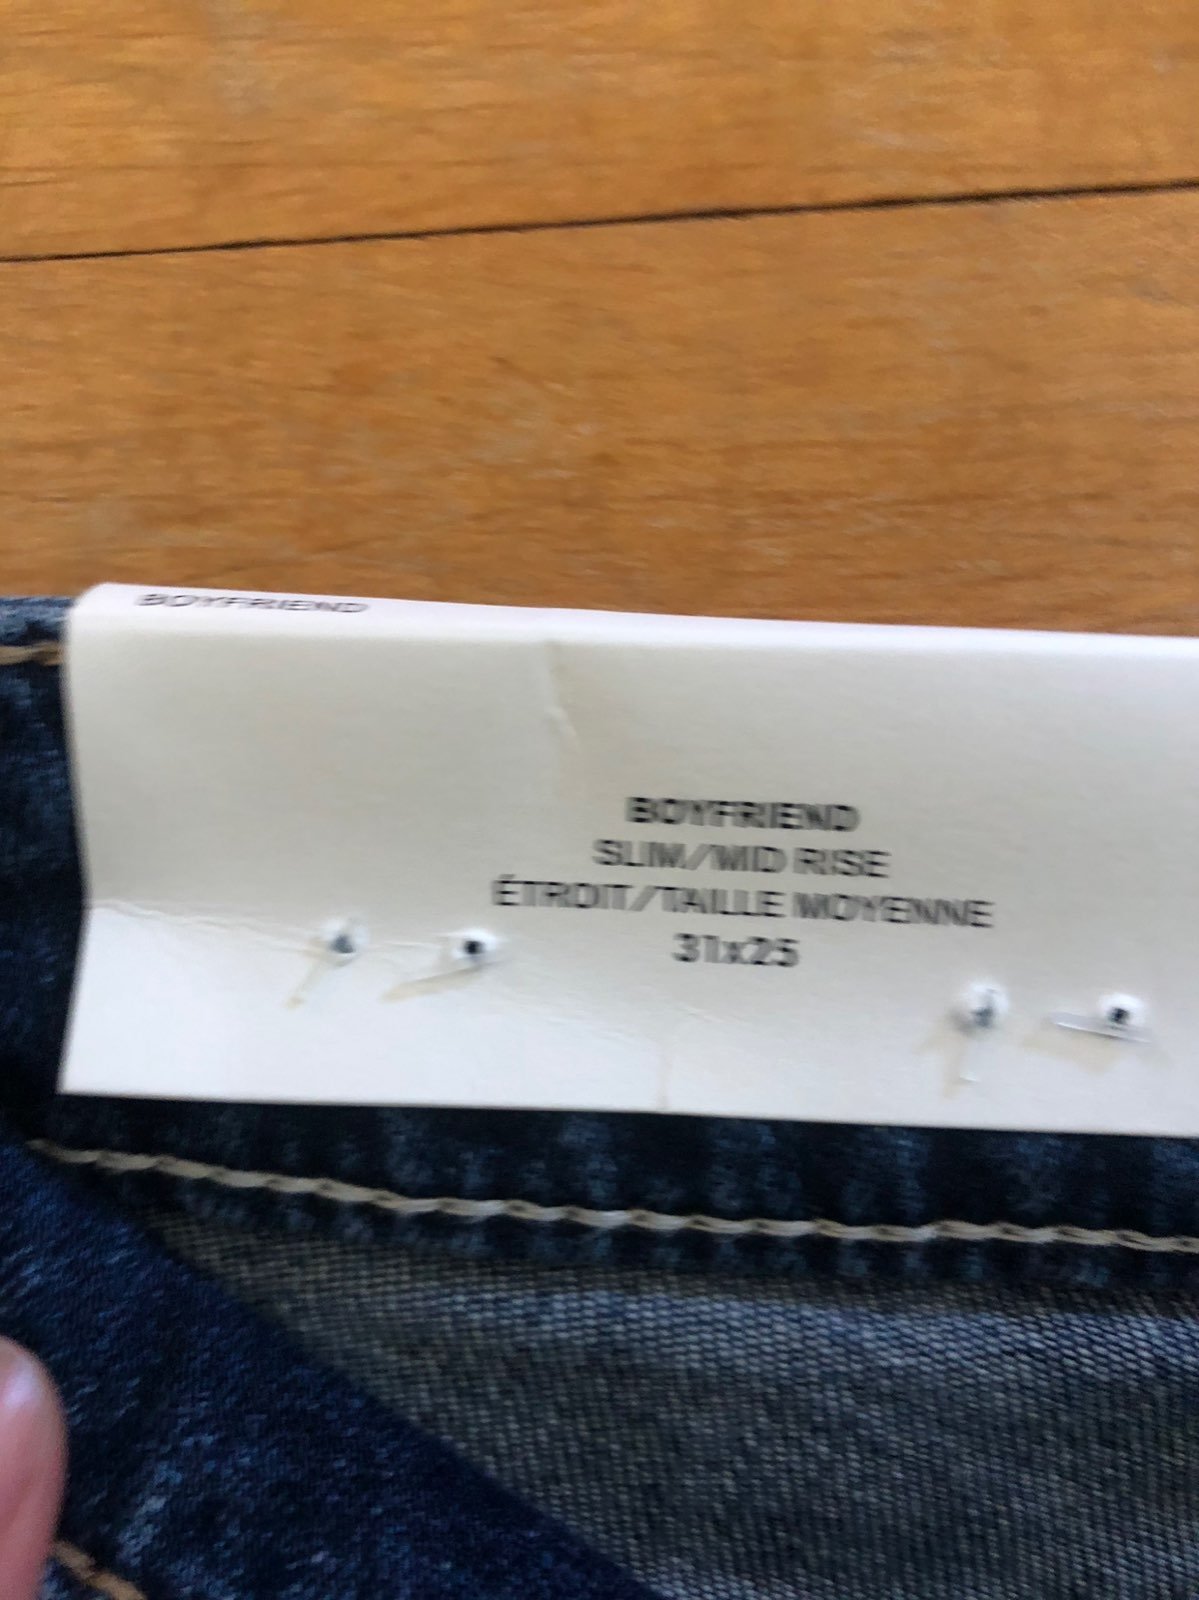 BOYFRIEND
BOYFRIEND
SLIM/MID RISE
ÉTROIT/TAILLE MOYENNE
31x25